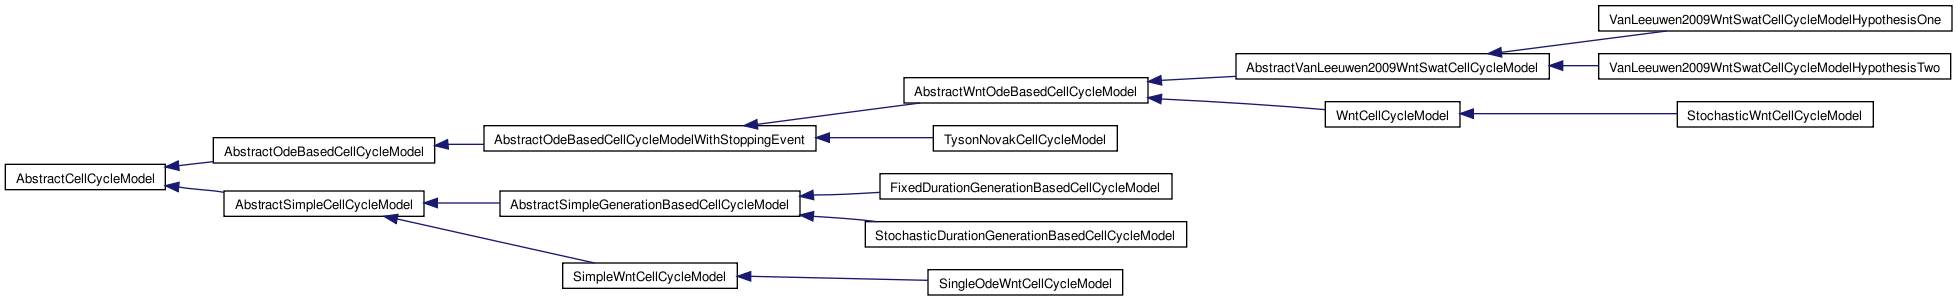 VanLeeuwen2009WntSwatCellCycleModelHypothesisOne
AbstractVanLeeuwen2009WntSwatCellCycleModel
VanLeeuwen2009WntSwatCellCycleModelHypothesisTwo
AbstractWntOdeBasedCellCycleModel
WntCellCycleModel
StochasticWntCellCycleModel
AbstractOdeBasedCellCycleModelWithStoppingEvent
TysonNovakCellCycleModel
AbstractOdeBasedCellCycleModel
AbstractCellCycleModel
FixedDurationGenerationBasedCellCycleModel
AbstractSimpleCellCycleModel
AbstractSimpleGenerationBasedCellCycleModel
StochasticDurationGenerationBasedCellCycleModel
SimpleWntCellCycleModel
SingleOdeWntCellCycleModel